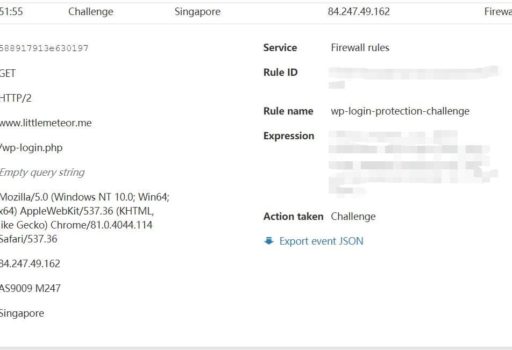 51:55 Challenge Singapore 84.247.49.162 Firewa
588917913e630197
GET
HTTP/2
www.littlemeteor.me
/wp-login.php
Empty query string
Mozilla/5.0 (Windows NT 10.0; Win64;
x64) AppleWebKit/537.36 (KHTML,
like Gecko) Chrome/81.0.4044.114
Safari/537.36
84.247.49.162
AS9009 M247
Singapore
Service Firewall rules
Rule ID
Rule name wp-login-protection-challenge
Expression
Action taken Challenge
Export event JSON